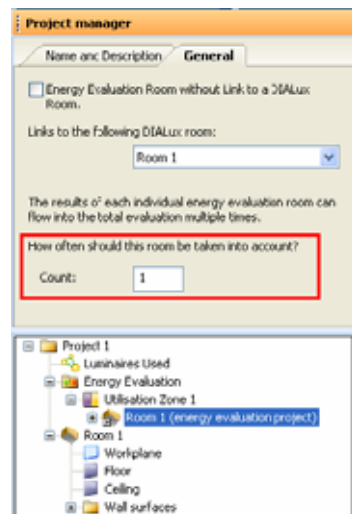 Project manager
Name anc Description
General
Energy Evaluation Room without Link to a DIALux
Room.
Links to the following DIALux room:
Room 1
The results of each individual energy evaluation room can
flow into the total evaluation multiple times.
How often should this room be taken into account?
Count:
1
Project 1
Luminaires Used
Energy Evaluation
Utilisation Zone 1
Room 1 (energy evaluation project)
Room 1
Workplane
Floor
Ceiling
Wall surfaces